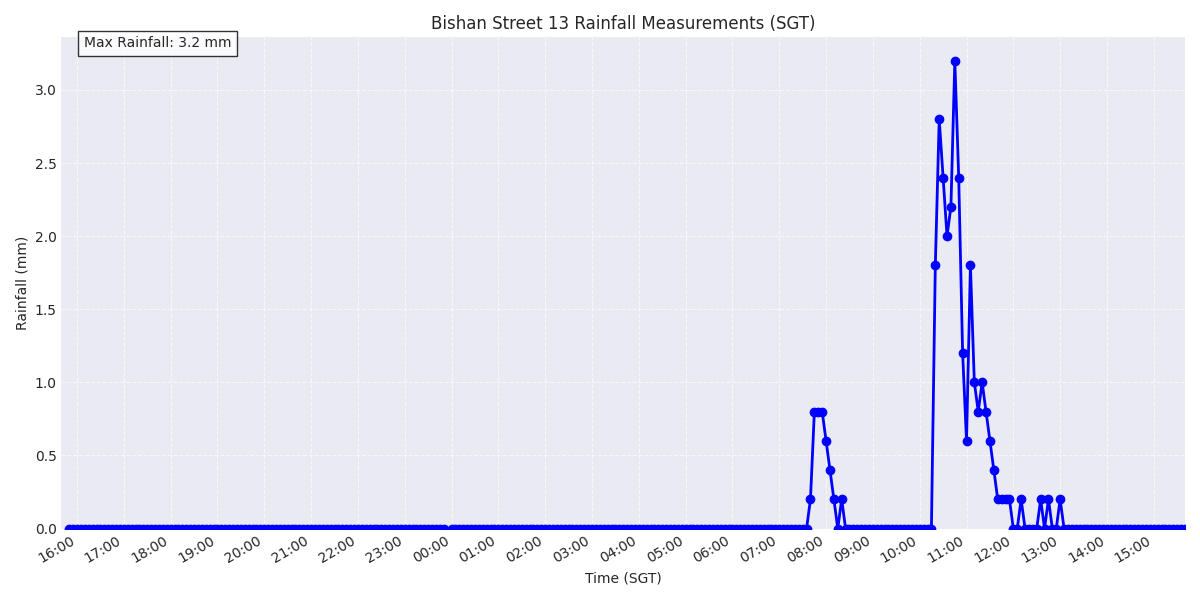 Bishan Street 13 Rainfall Measurements (SGT)
Max Rainfall: 3.2 mm
Rainfall (mm)
3.0
2.5
2.0
1.5
1.0
0.5
0.0
16:00 17:00 18:00 19:00 20:00 21:00 22:00 23:00 00:00 01:00 02:00 03:00 04:00 05:00 06:00 07:00 08:00 09:00 10:00 11:00 12:00 13:00 14:00 15:00
Time (SGT)